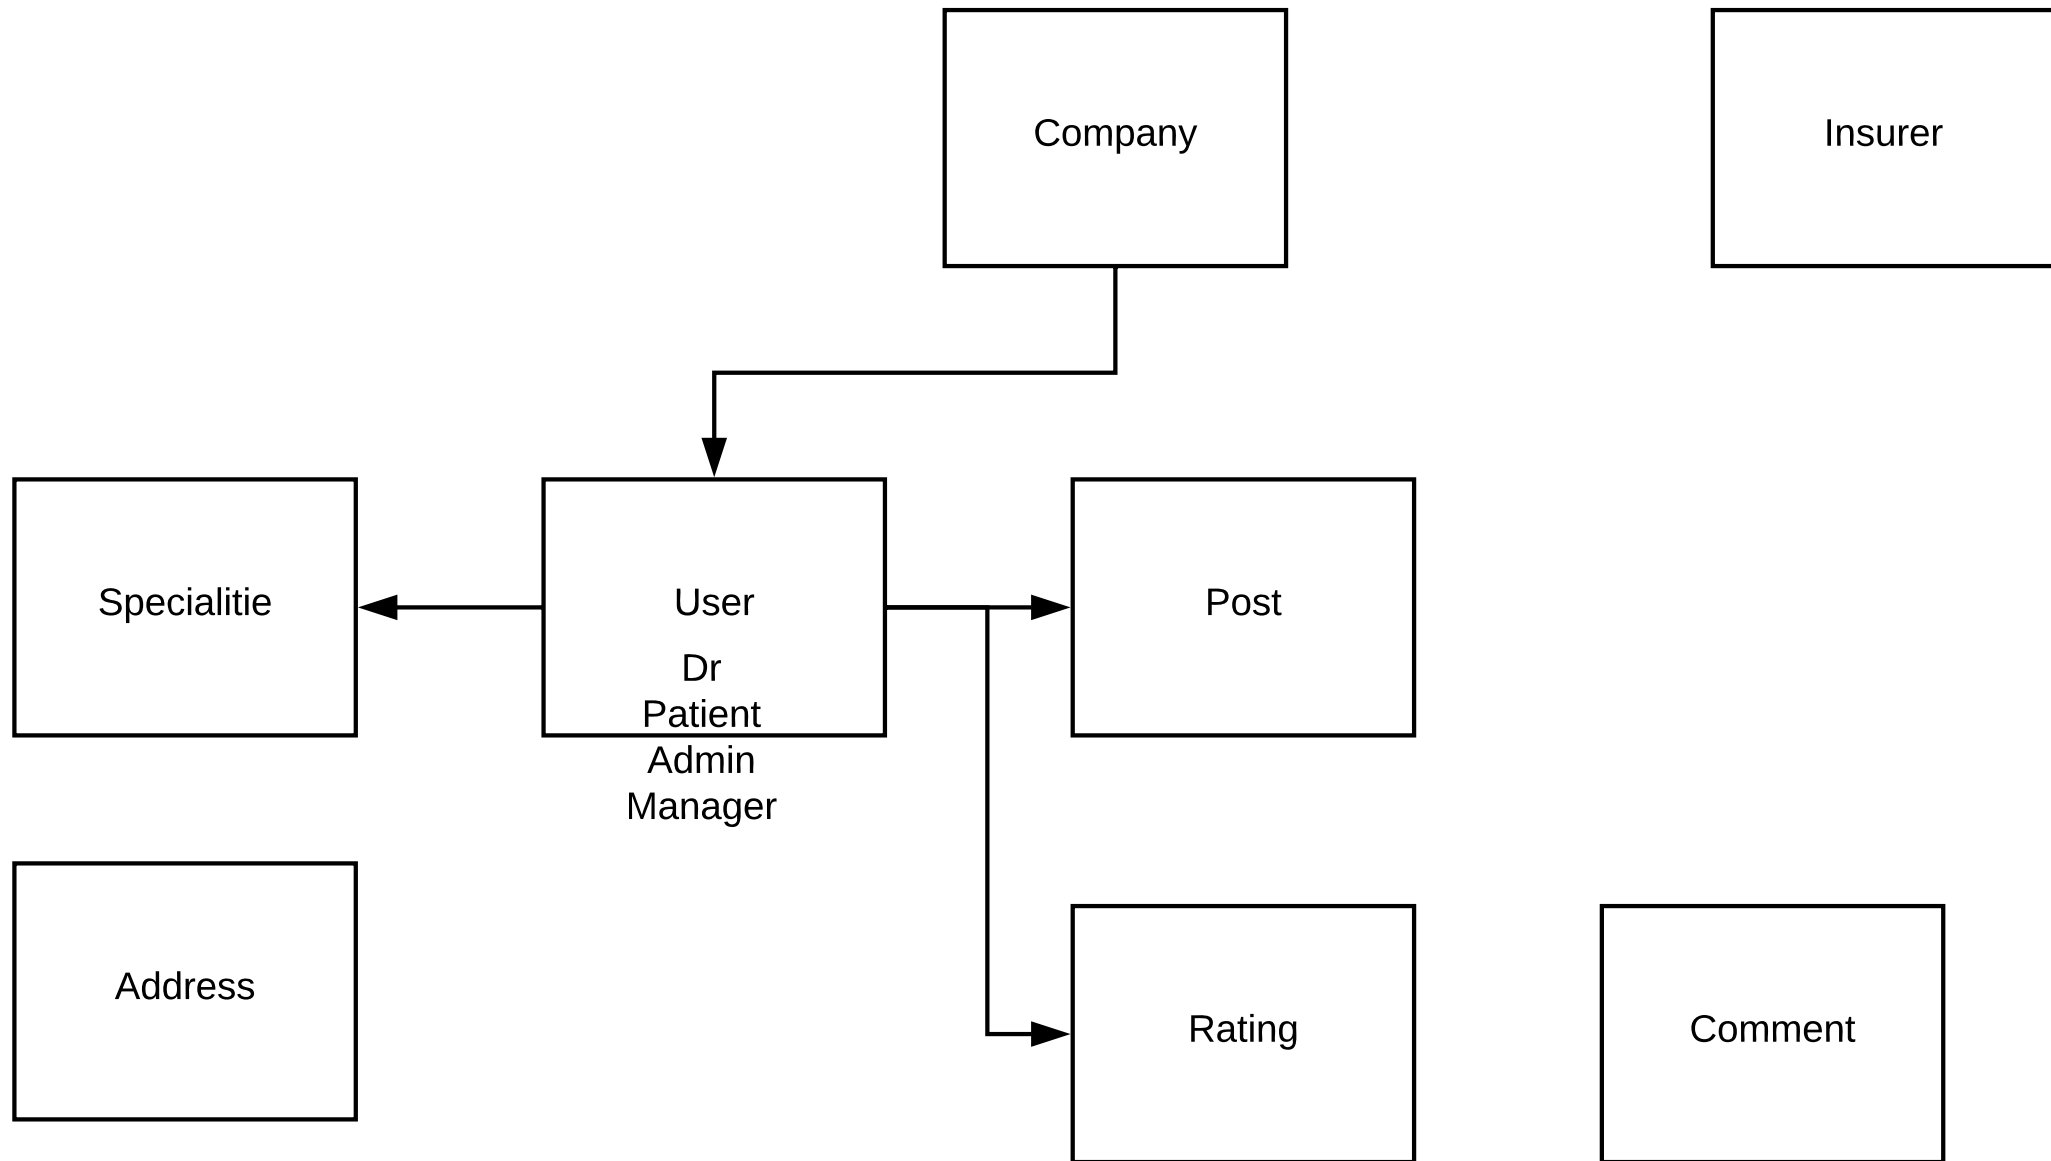 Company
Insurer
Specialitie
User
Post
Dr
Patient
Admin
Manager
Address
Rating
Comment